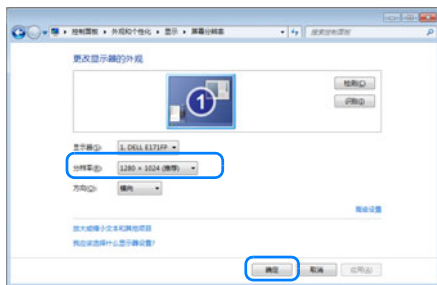 控制面板 ▸ 外观和个性化 ▸ 显示 ▸ 屏幕分辨率
搜索控制面板
更改显示器的外观
1
检测(C)
识别(I)
显示器(S):
1. DELL E171FP
分辨率(R):
1280 × 1024 (推荐)
方向(O):
横向
高级设置
放大或缩小文本和其他项目
我应该选择什么显示器设置?
确定
取消
应用(A)